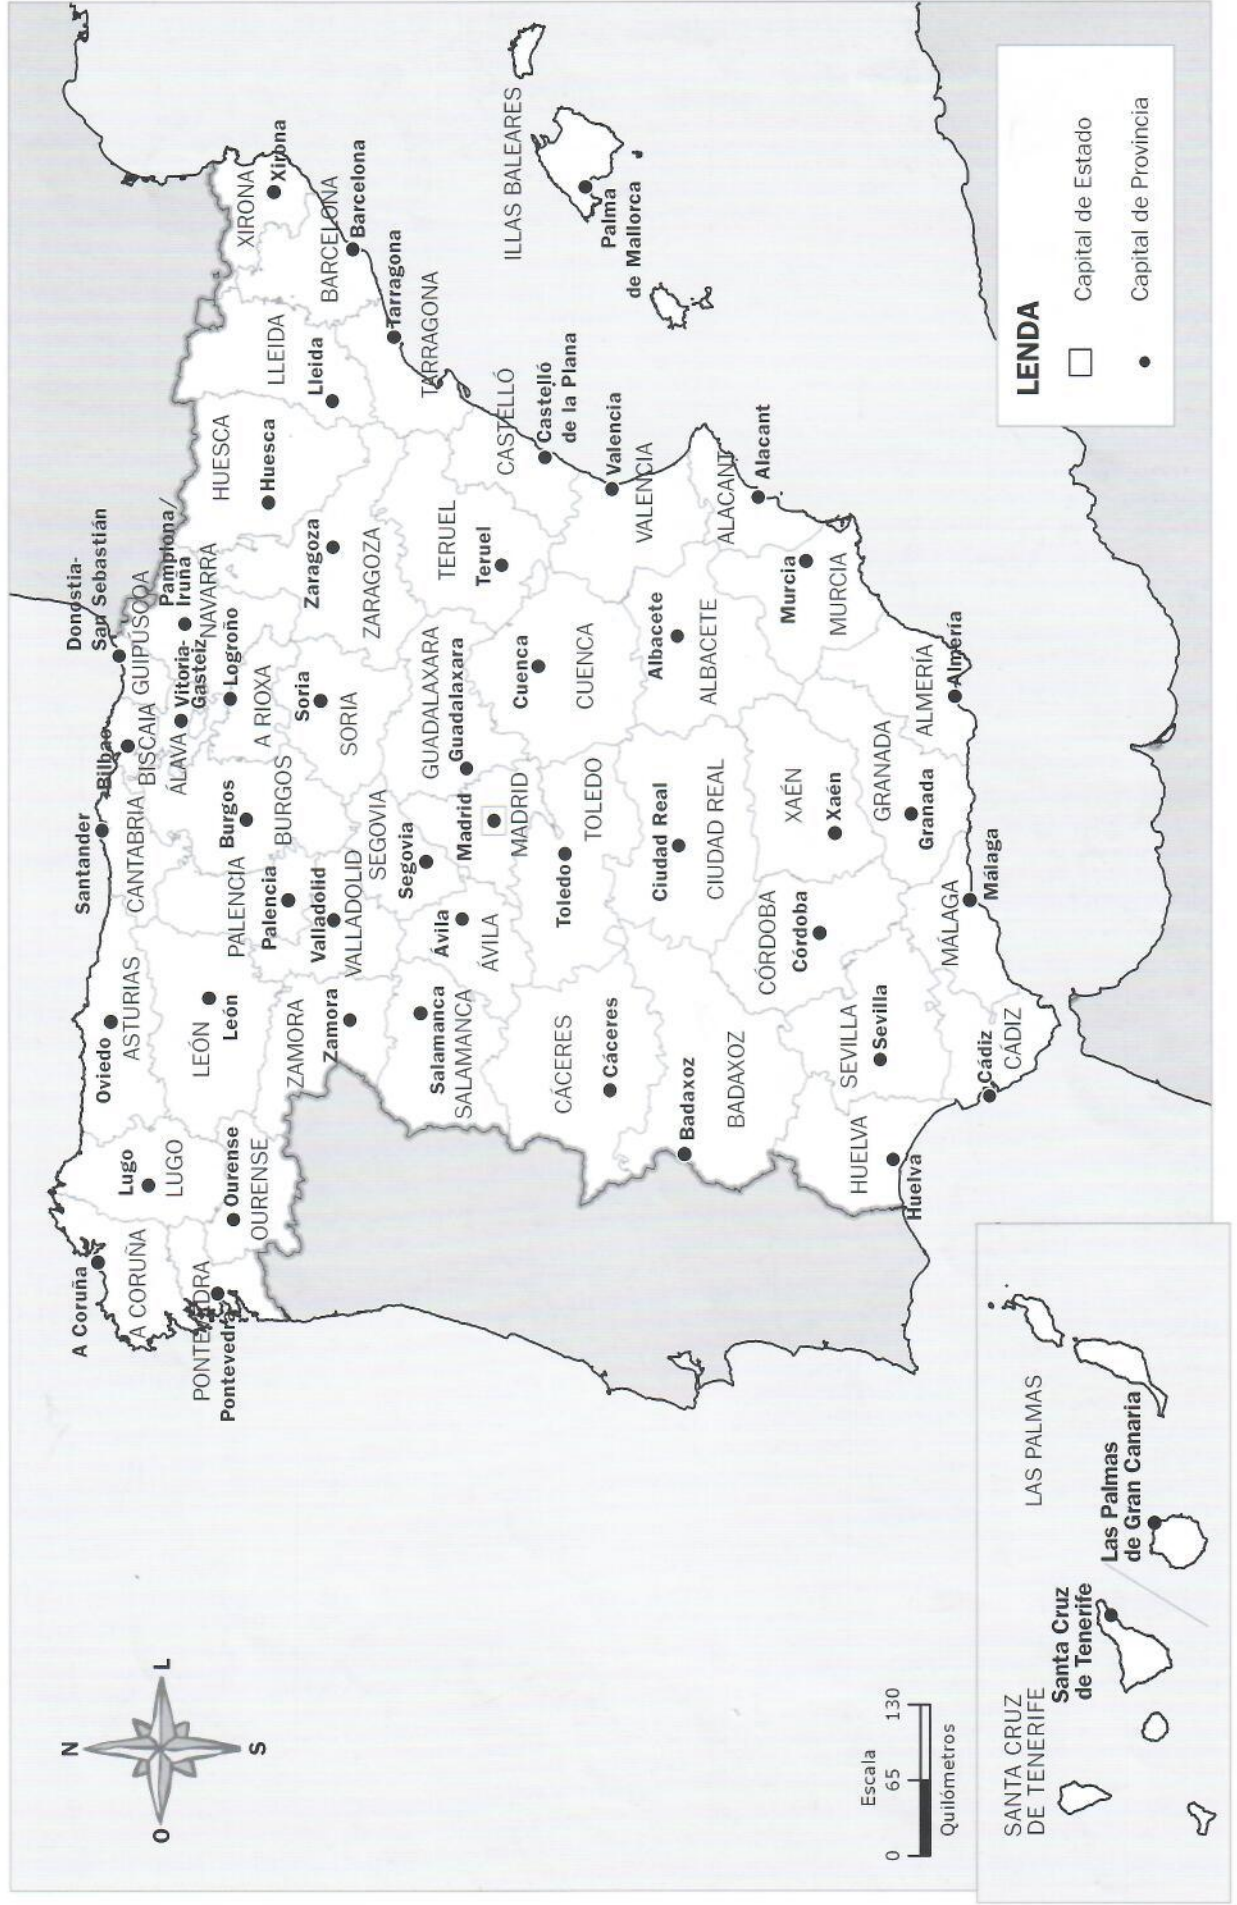 N
O
L
S
A Coruña
A CORUÑA
PONTEVEDRA
Pontevedra
Lugo
LUGO
Ourense
OURENSE
Oviedo
ASTURIAS
LEÓN
León
ZAMORA
Zamora
Santander
CANTABRIA
PALENCIA
Palencia
Valladolid
VALLADOLID
Burgos
BURGOS
Bilbao
BISCAIA
Donostia-
San Sebastián
GUIPÚSCOA
ÁLAVA
Vitoria-
Gasteiz
Pamplona/
Iruña
NAVARRA
Logroño
A RIOXA
Soria
SORIA
HUESCA
Huesca
Zaragoza
ZARAGOZA
LLEIDA
Lleida
XIRONA
Xirona
BARCELONA
Barcelona
Tarragona
TARRAGONA
Salamanca
SALAMANCA
Ávila
ÁVILA
SEGOVIA
Segovia
Madrid
MADRID
GUADALAXARA
Guadalaxara
TERUEL
Teruel
CASTELLÓ
Castelló
de la Plana
CÁCERES
Cáceres
Toledo
TOLEDO
Cuenca
CUENCA
Valencia
VALENCIA
ILLAS BALEARES
Palma
de Mallorca
Badaxoz
BADAXOZ
Ciudad Real
CIUDAD REAL
Albacete
ALBACETE
ALACANT
Alacant
HUELVA
Huelva
SEVILLA
Sevilla
CÓRDOBA
Córdoba
XAÉN
Xaén
Murcia
MURCIA
GRANADA
Granada
ALMERÍA
Almería
MÁLAGA
Málaga
Cádiz
CÁDIZ
Escala
0 65 130
Quilómetros
SANTA CRUZ
DE TENERIFE
Santa Cruz
de Tenerife
LAS PALMAS
Las Palmas
de Gran Canaria
LENDA
Capital de Estado
Capital de Provincia